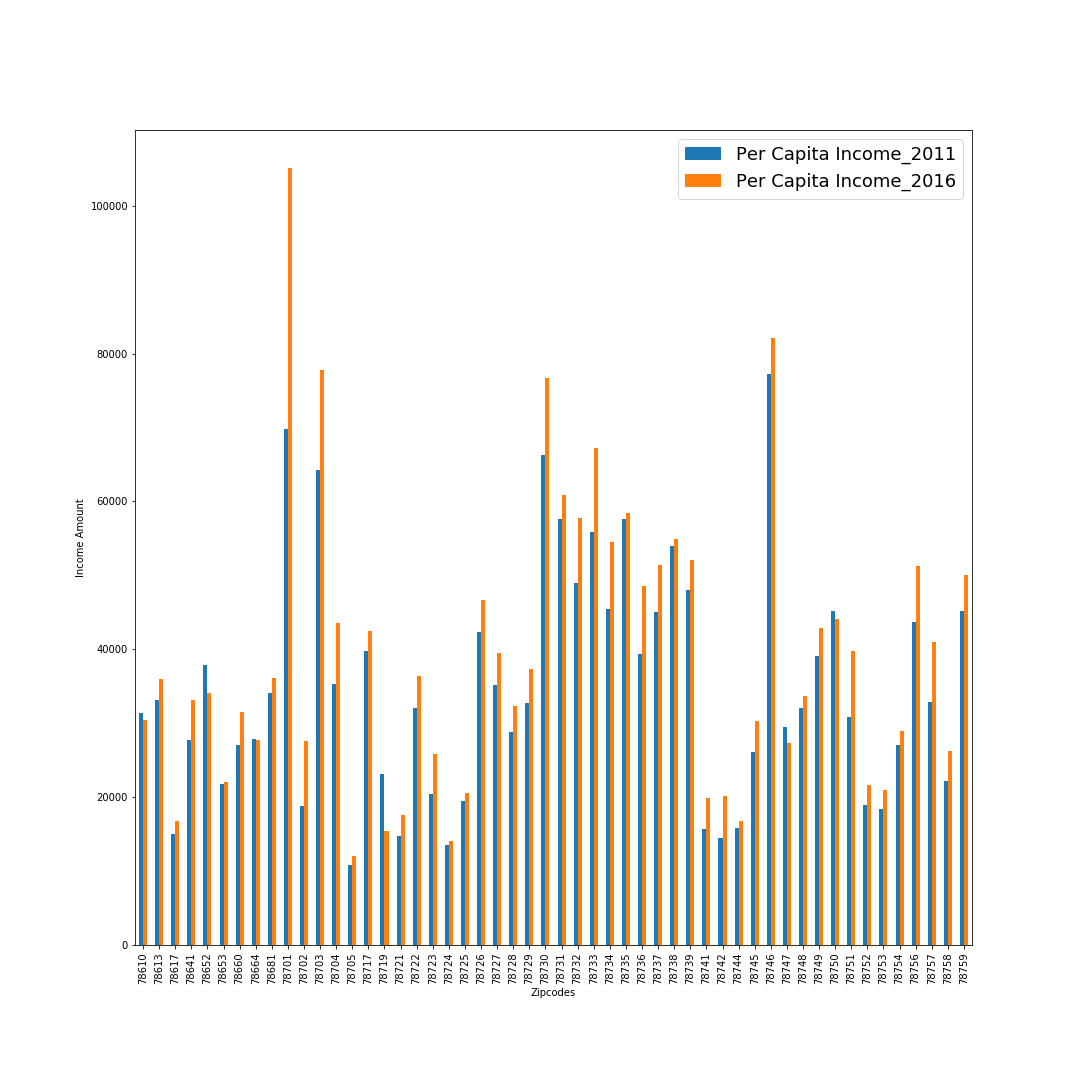 Per Capita Income_2011
Per Capita Income_2016
100000
80000
60000
40000
20000
0
Income Amount
78610 78613 78617 78641 78652 78653 78660 78664 78681 78701 78702 78703 78704 78705 78717 78719 78721 78722 78723 78724 78725 78726 78727 78728 78729 78730 78731 78732 78733 78734 78735 78736 78737 78738 78739 78741 78742 78744 78745 78746 78747 78748 78749 78750 78751 78752 78753 78754 78756 78757 78758 78759
Zipcodes